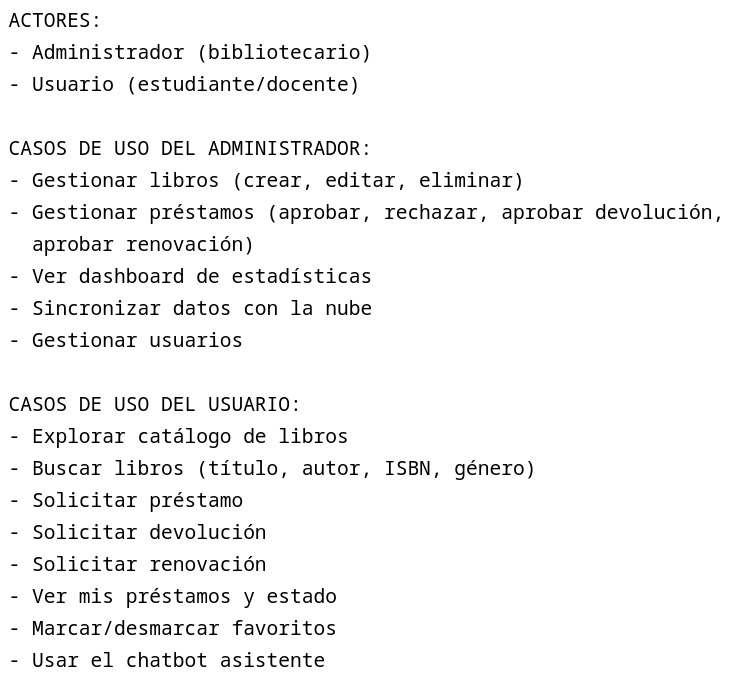 ACTORES:
- Administrador (bibliotecario)
- Usuario (estudiante/docente)

CASOS DE USO DEL ADMINISTRADOR:
- Gestionar libros (crear, editar, eliminar)
- Gestionar préstamos (aprobar, rechazar, aprobar devolución,
  aprobar renovación)
- Ver dashboard de estadísticas
- Sincronizar datos con la nube
- Gestionar usuarios

CASOS DE USO DEL USUARIO:
- Explorar catálogo de libros
- Buscar libros (título, autor, ISBN, género)
- Solicitar préstamo
- Solicitar devolución
- Solicitar renovación
- Ver mis préstamos y estado
- Marcar/desmarcar favoritos
- Usar el chatbot asistente